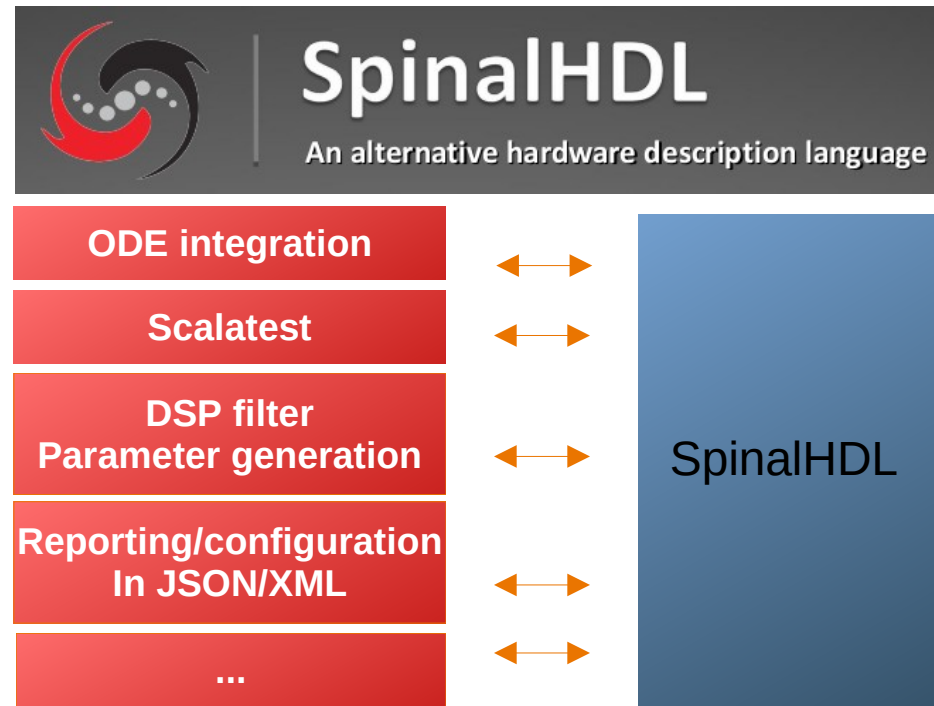 SpinalHDL
An alternative hardware description language
ODE integration
Scalatest
DSP filter
Parameter generation
Reporting/configuration
In JSON/XML
...
SpinalHDL